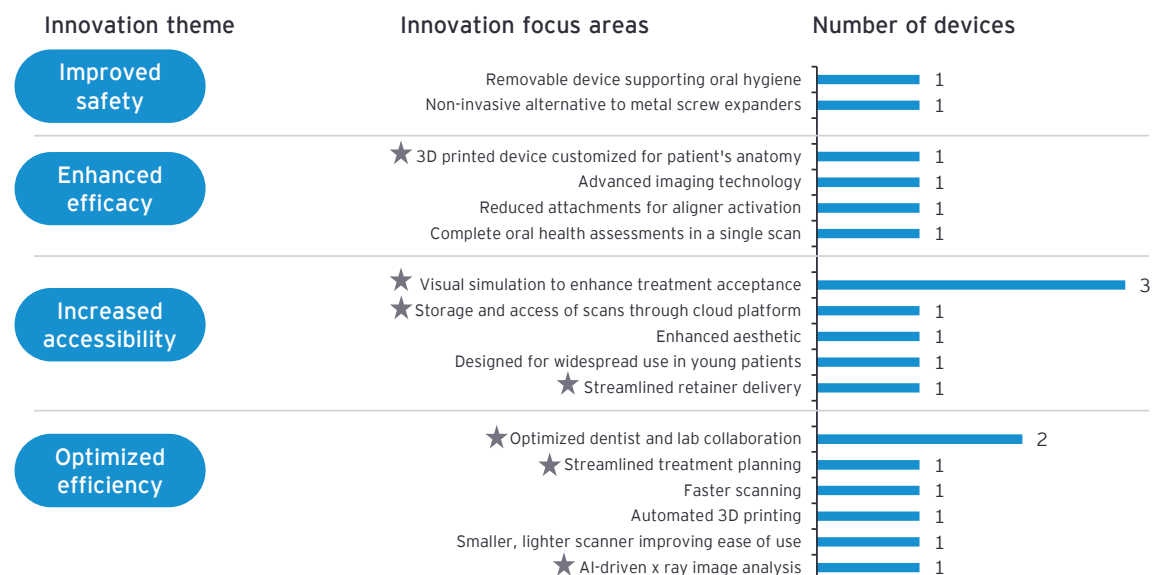 Innovation theme Innovation focus areas Number of devices
Improved
safety
Removable device supporting oral hygiene 1
Non-invasive alternative to metal screw expanders 1
Enhanced
efficacy
3D printed device customized for patient's anatomy 1
Advanced imaging technology 1
Reduced attachments for aligner activation 1
Complete oral health assessments in a single scan 1
Increased
accessibility
Visual simulation to enhance treatment acceptance 3
Storage and access of scans through cloud platform 1
Enhanced aesthetic 1
Designed for widespread use in young patients 1
Streamlined retainer delivery 1
Optimized
efficiency
Optimized dentist and lab collaboration 2
Streamlined treatment planning 1
Faster scanning 1
Automated 3D printing 1
Smaller, lighter scanner improving ease of use 1
AI-driven x ray image analysis 1